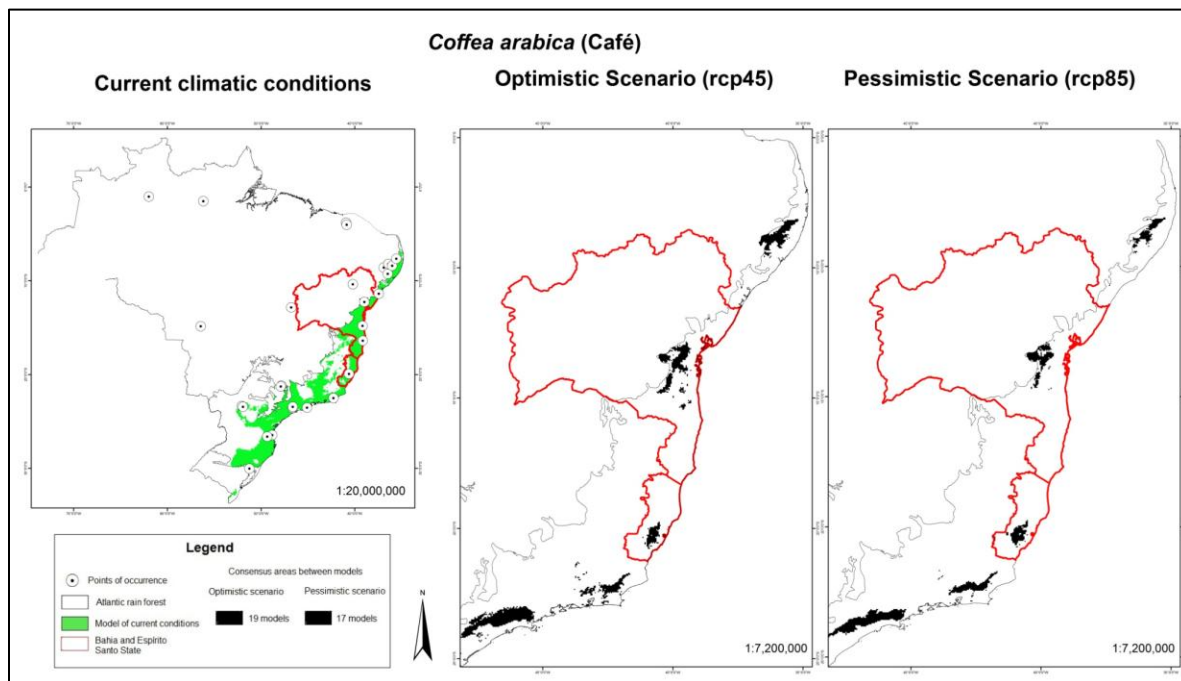 Coffea arabica (Café)
Current climatic conditions
Optimistic Scenario (rcp45)
Pessimistic Scenario (rcp85)
1:20,000,000
1:7,200,000
1:7,200,000
Legend
Points of occurrence
Atlantic rain forest
Model of current conditions
Bahia and Espírito
Santo State
Consensus areas between models
Optimistic scenario
Pessimistic scenario
19 models
17 models
N